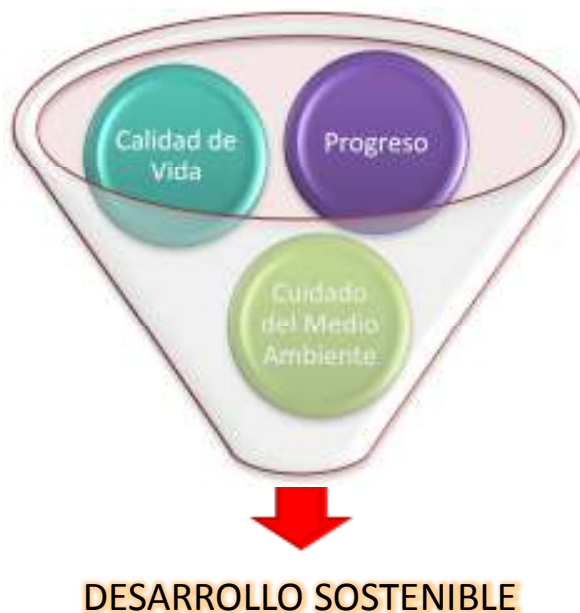 Calidad de
Vida
Progreso
Cuidado
del Medio
Ambiente
DESARROLLO SOSTENIBLE